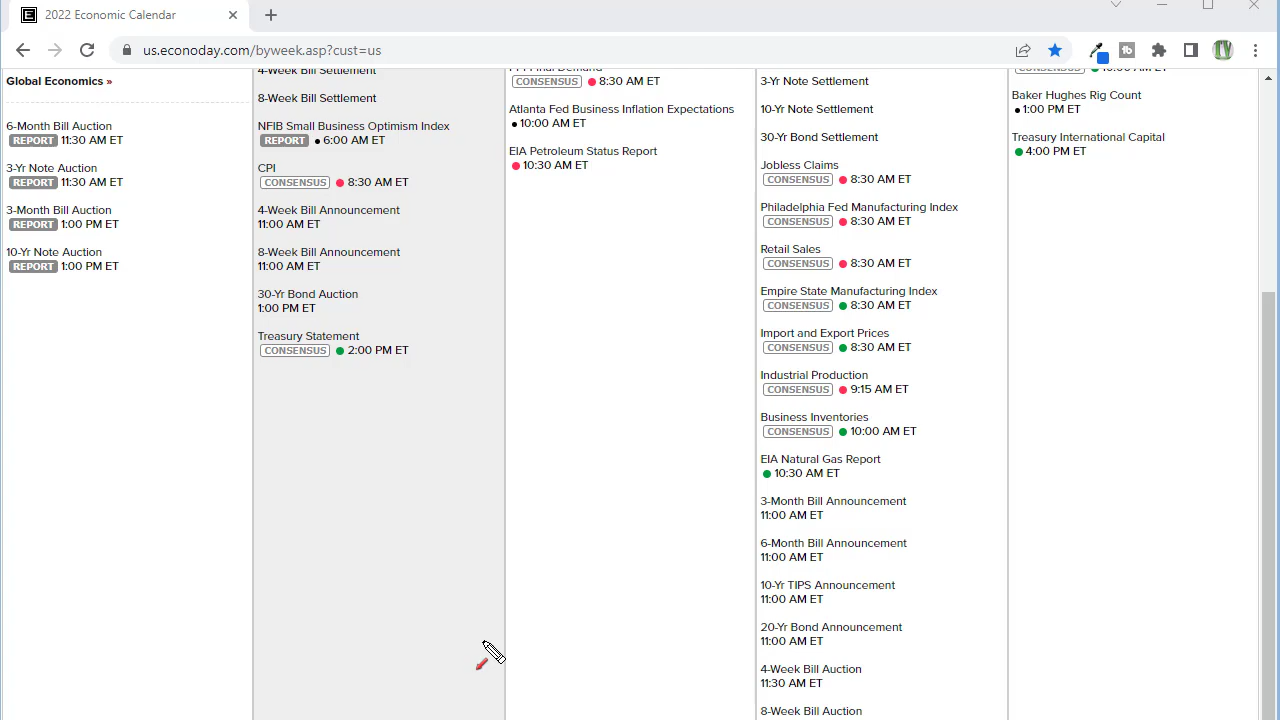 2022 Economic Calendar
us.econoday.com/byweek.asp?cust=us
Global Economics »
6-Month Bill Auction
REPORT 11:30 AM ET
3-Yr Note Auction
REPORT 11:30 AM ET
3-Month Bill Auction
REPORT 1:00 PM ET
10-Yr Note Auction
REPORT 1:00 PM ET
4-Week Bill Settlement
8-Week Bill Settlement
NFIB Small Business Optimism Index
REPORT 6:00 AM ET
CPI
CONSENSUS 8:30 AM ET
4-Week Bill Announcement
11:00 AM ET
8-Week Bill Announcement
11:00 AM ET
30-Yr Bond Auction
1:00 PM ET
Treasury Statement
CONSENSUS 2:00 PM ET
PPI-Final Demand
CONSENSUS 8:30 AM ET
Atlanta Fed Business Inflation Expectations
10:00 AM ET
EIA Petroleum Status Report
10:30 AM ET
3-Yr Note Settlement
10-Yr Note Settlement
30-Yr Bond Settlement
Jobless Claims
CONSENSUS 8:30 AM ET
Philadelphia Fed Manufacturing Index
CONSENSUS 8:30 AM ET
Retail Sales
CONSENSUS 8:30 AM ET
Empire State Manufacturing Index
CONSENSUS 8:30 AM ET
Import and Export Prices
CONSENSUS 8:30 AM ET
Industrial Production
CONSENSUS 9:15 AM ET
Business Inventories
CONSENSUS 10:00 AM ET
EIA Natural Gas Report
10:30 AM ET
3-Month Bill Announcement
11:00 AM ET
6-Month Bill Announcement
11:00 AM ET
10-Yr TIPS Announcement
11:00 AM ET
20-Yr Bond Announcement
11:00 AM ET
4-Week Bill Auction
11:30 AM ET
8-Week Bill Auction
CONSENSUS 10:00 AM ET
Baker Hughes Rig Count
1:00 PM ET
Treasury International Capital
4:00 PM ET